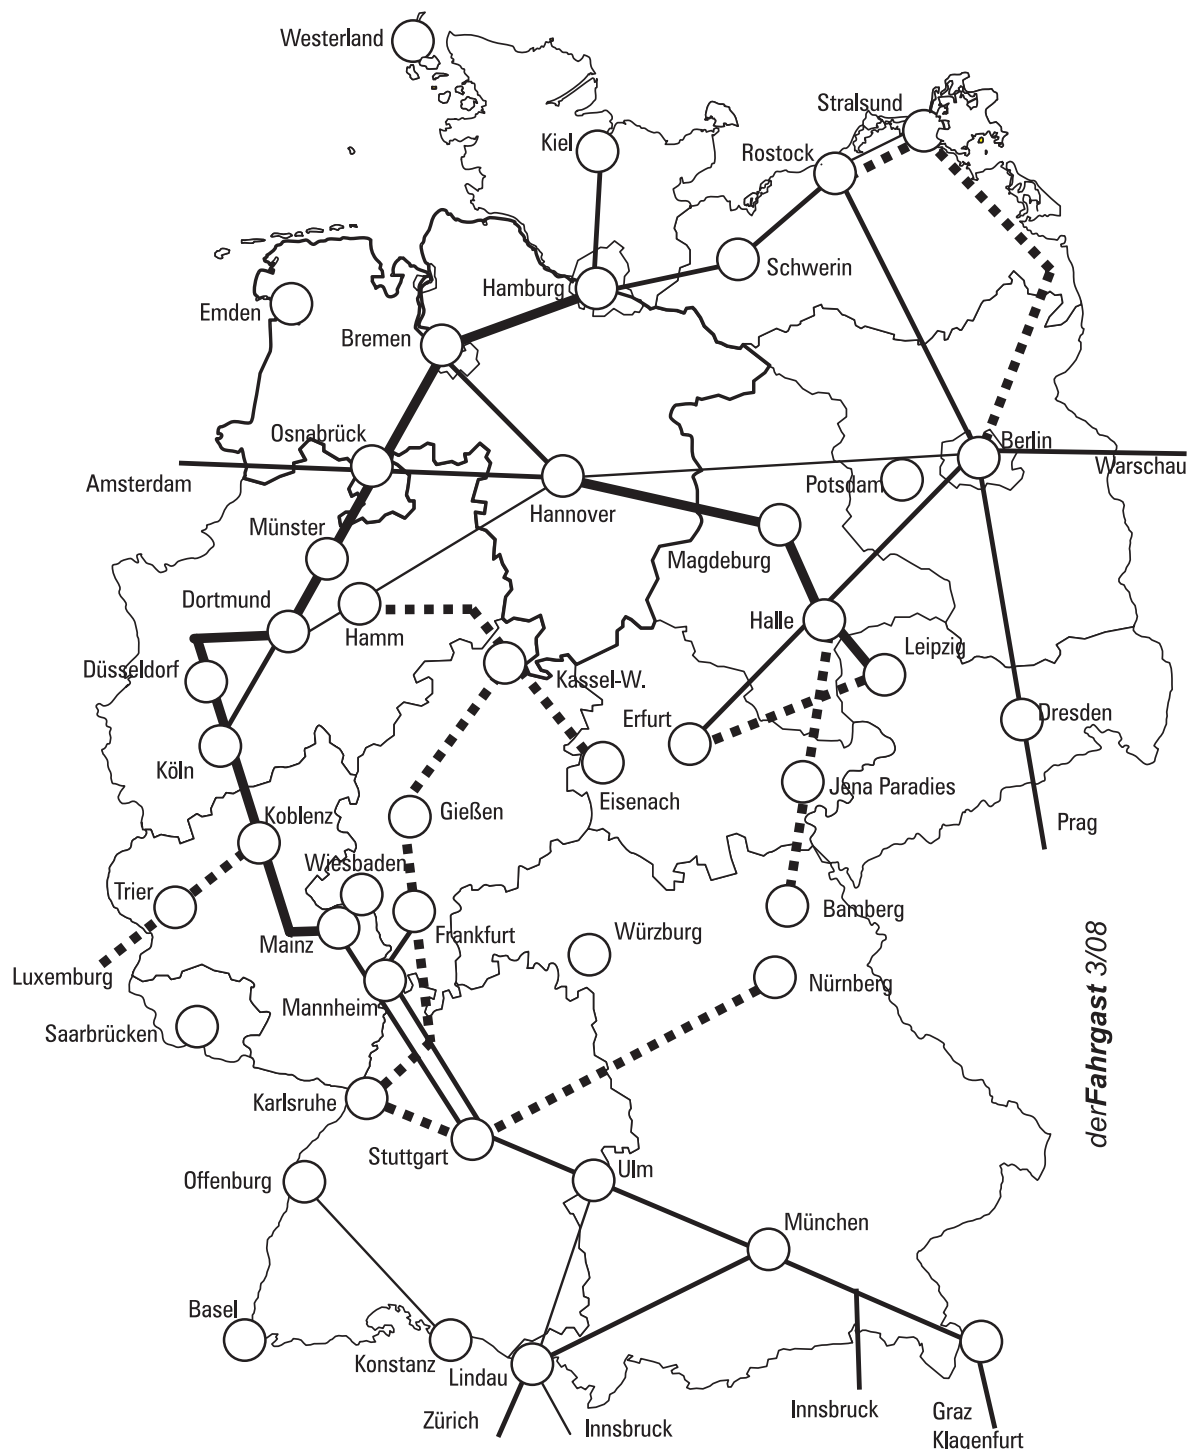 Westerland
Stralsund
Kiel
Rostock
Schwerin
Hamburg
Emden
Bremen
Osnabrück
Berlin
Warschau
Amsterdam
Potsdam
Hannover
Münster
Magdeburg
Dortmund
Hamm
Halle
Leipzig
Düsseldorf
Kassel-W.
Erfurt
Dresden
Köln
Eisenach
Jena Paradies
Koblenz
Gießen
Prag
Wiesbaden
Trier
Bamberg
Mainz
Frankfurt
Würzburg
Luxemburg
Nürnberg
Mannheim
Saarbrücken
derFahrgast 3/08
Karlsruhe
Stuttgart
Offenburg
Ulm
München
Basel
Konstanz
Lindau
Zürich
Innsbruck
Innsbruck
Graz
Klagenfurt